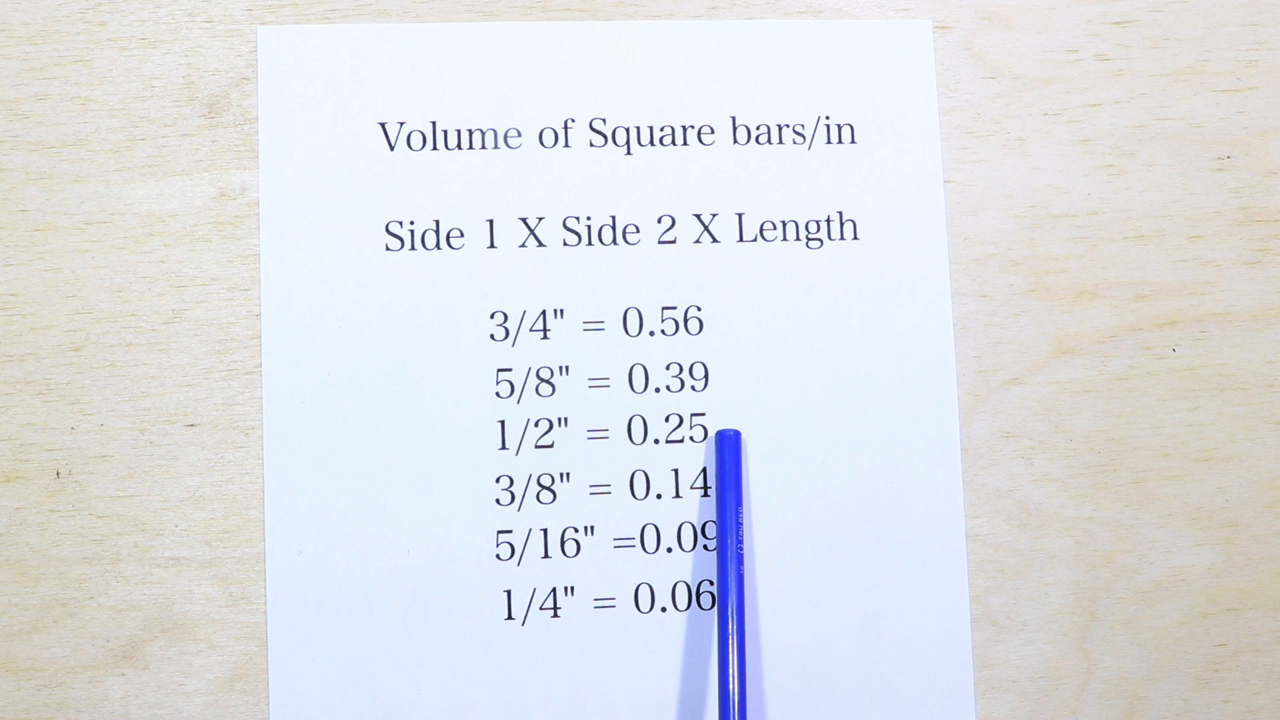 Volume of Square bars/in
Side 1 X Side 2 X Length
3/4" = 0.56
5/8" = 0.39
1/2" = 0.25
3/8" = 0.14
5/16" =0.09
1/4" = 0.06